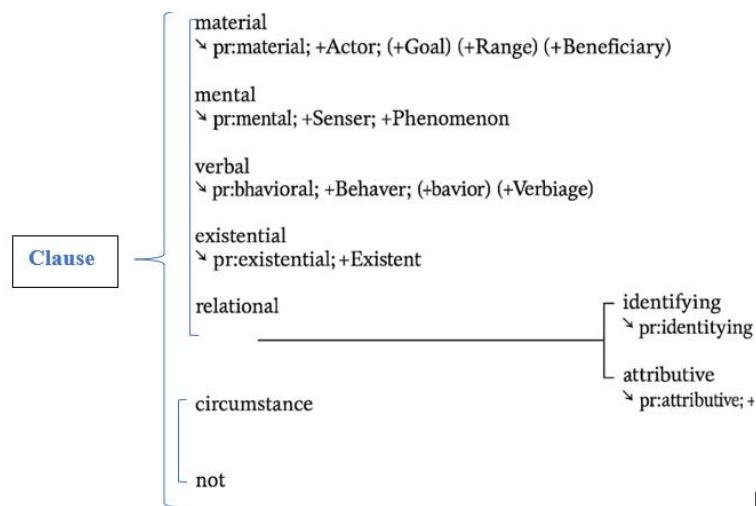 material
↘ pr:material; +Actor; (+Goal) (+Range) (+Beneficiary)
mental
↘ pr:mental; +Senser; +Phenomenon
verbal
↘ pr:bhavioral; +Behaver; (+bavior) (+Verbiage)
existential
↘ pr:existential; +Existent
Clause
relational
identifying
↘ pr:identitying
attributive
↘ pr:attributive; +
circumstance
not